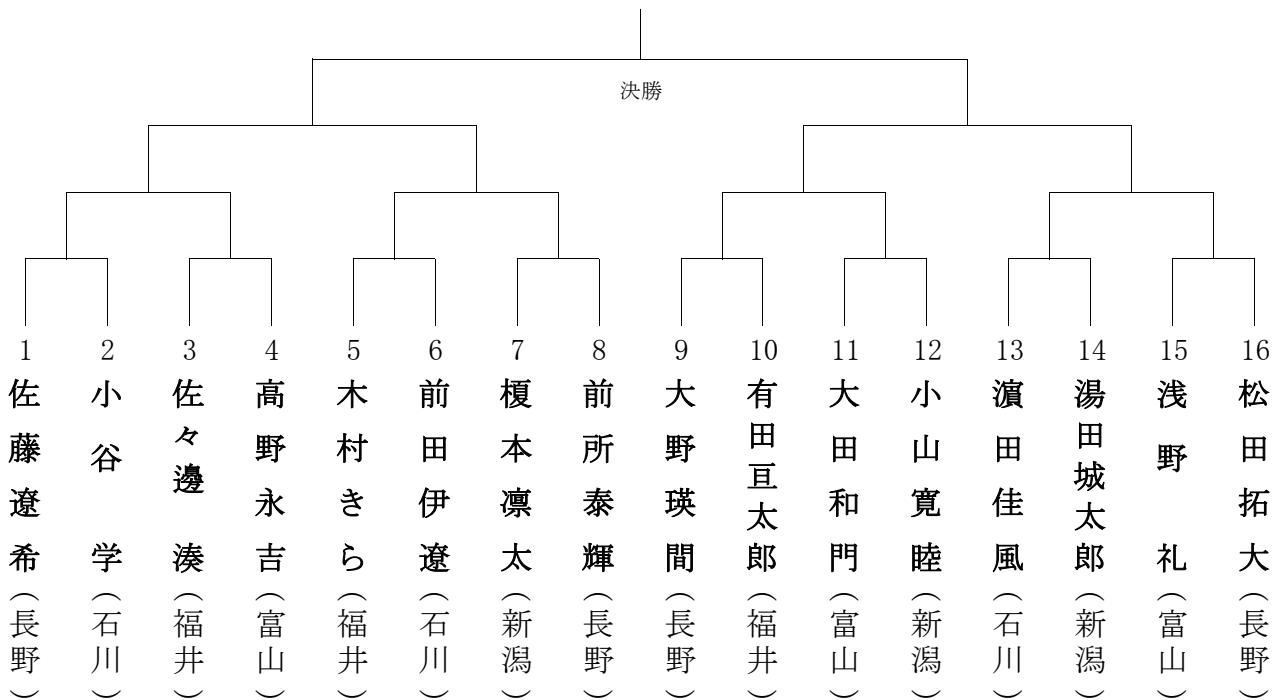 決勝
1
佐藤遼希(長野)
2
小谷 学(石川)
3
佐々邊 湊(福井)
4
高野永吉(富山)
5
木村きら(福井)
6
前田伊遼(石川)
7
榎本凛太(新潟)
8
前所泰輝(長野)
9
大野瑛間(長野)
10
有田亘太郎(福井)
11
大田和門(富山)
12
小山寛睦(新潟)
13
濵田佳風(石川)
14
湯田城太郎(新潟)
15
浅野 礼(富山)
16
松田拓大(長野)